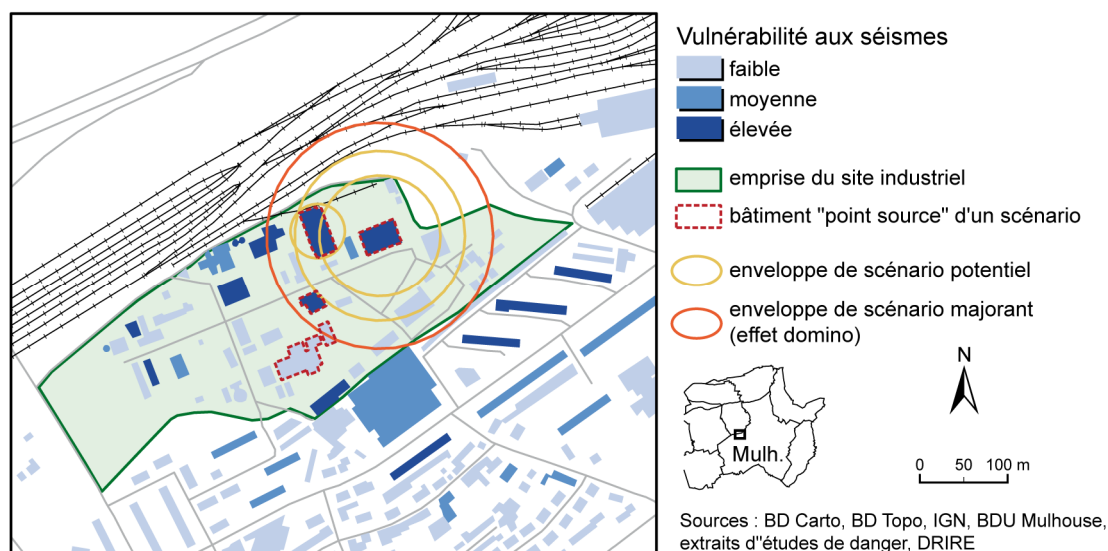 Vulnérabilité aux séismes
faible
moyenne
élevée
emprise du site industriel
bâtiment "point source" d'un scénario
enveloppe de scénario potentiel
enveloppe de scénario majorant
(effet domino)
N
Mulh.
0 50 100 m
Sources : BD Carto, BD Topo, IGN, BDU Mulhouse,
extraits d"études de danger, DRIRE